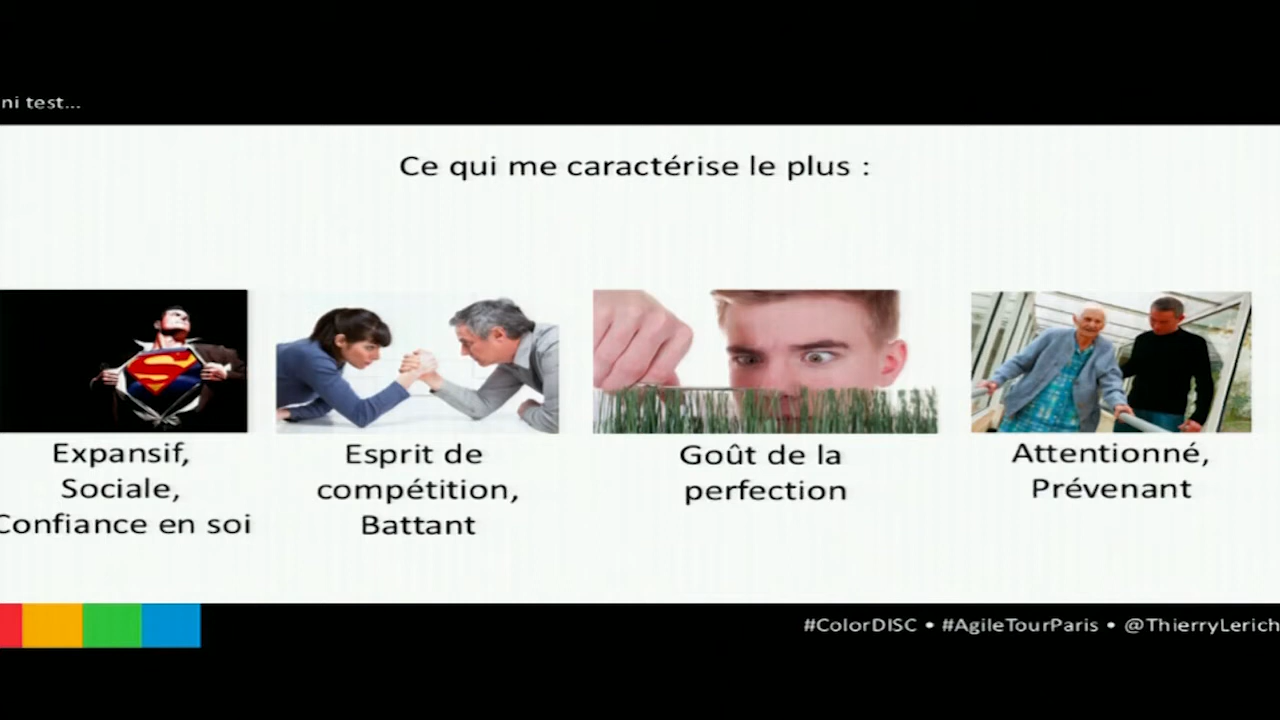 ni test...
Ce qui me caractérise le plus :
Expansif,
Sociale,
Confiance en soi
Esprit de
compétition,
Battant
Goût de la
perfection
Attentionné,
Prévenant
#ColorDISC • #AgileTourParis • @ThierryLerich